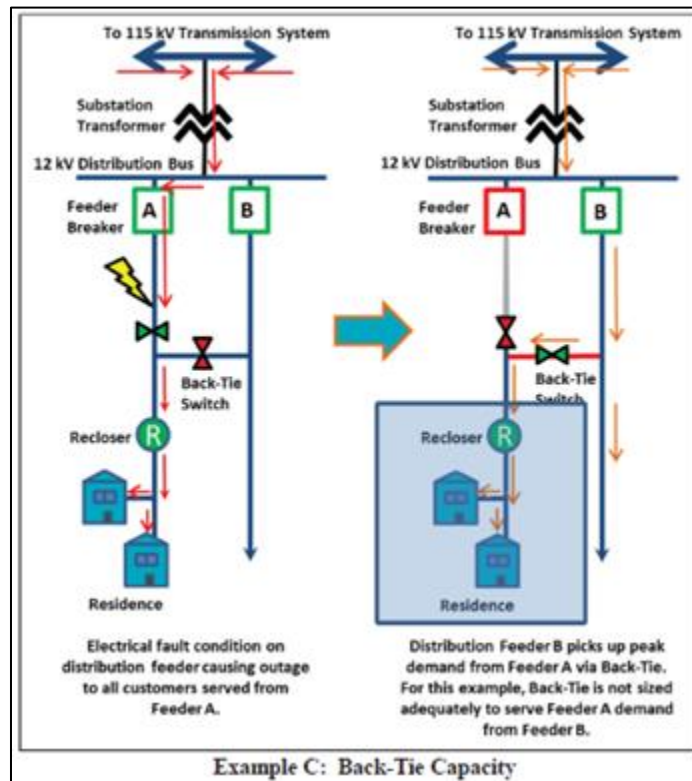 To 115 kV Transmission System
Substation
Transformer
12 kV Distribution Bus
Feeder
Breaker
A
B
Back-Tie
Switch
Recloser
R
Residence
Electrical fault condition on
distribution feeder causing outage
to all customers served from
Feeder A.
To 115 kV Transmission System
Substation
Transformer
12 kV Distribution Bus
Feeder
Breaker
A
B
Back-Tie
Switch
Recloser
R
Residence
Distribution Feeder B picks up peak
demand from Feeder A via Back-Tie.
For this example, Back-Tie is not sized
adequately to serve Feeder A demand
from Feeder B.
Example C: Back-Tie Capacity